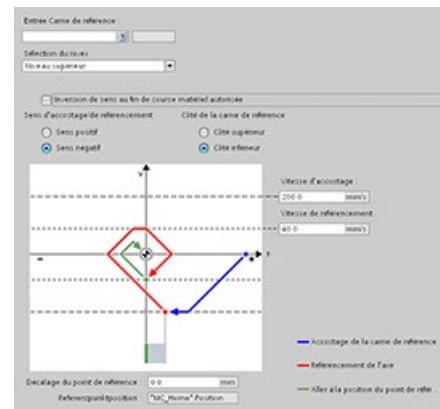 Entrée Came de référence :
Sélection du niveau
Niveau supérieur
Inversion de sens au fin de course matériel autorisée
Sens d'accostage/de référencement
Côté de la came de référence
Sens positif
Côté supérieur
Sens négatif
Côté inférieur
v
Vitesse d'accostage :
200.0 mm/s
Vitesse de référencement
40.0 mm/s
Accostage de la came de référence
Référencement de l'axe
Aller à la position du point de référ.
Décalage du point de référence : 0.0 mm
Referenzpunktposition "MC_Home".Position